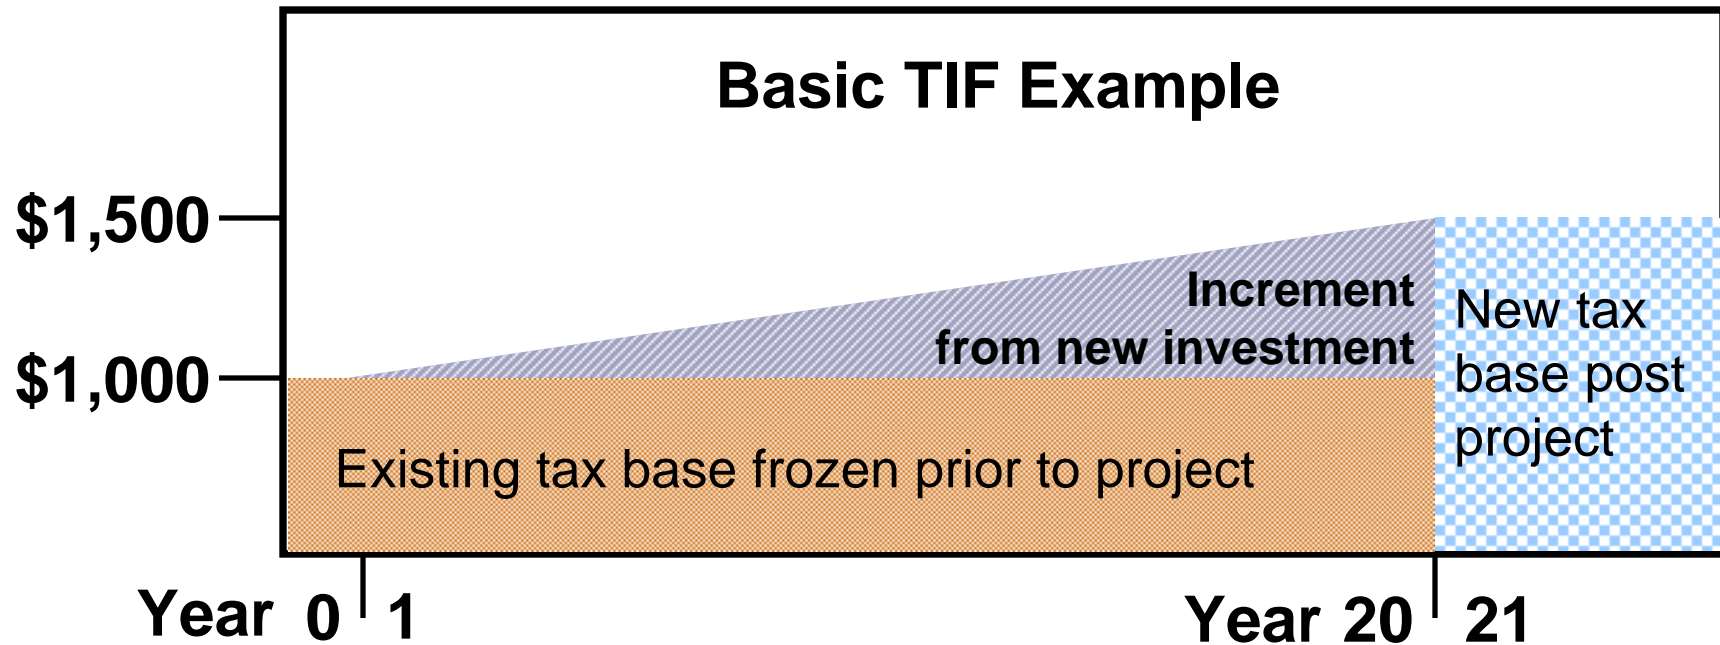 Basic TIF Example
$1,500
Increment
from new investment
New tax
base post
project
$1,000
Existing tax base frozen prior to project
Year 0 1
Year 20 21